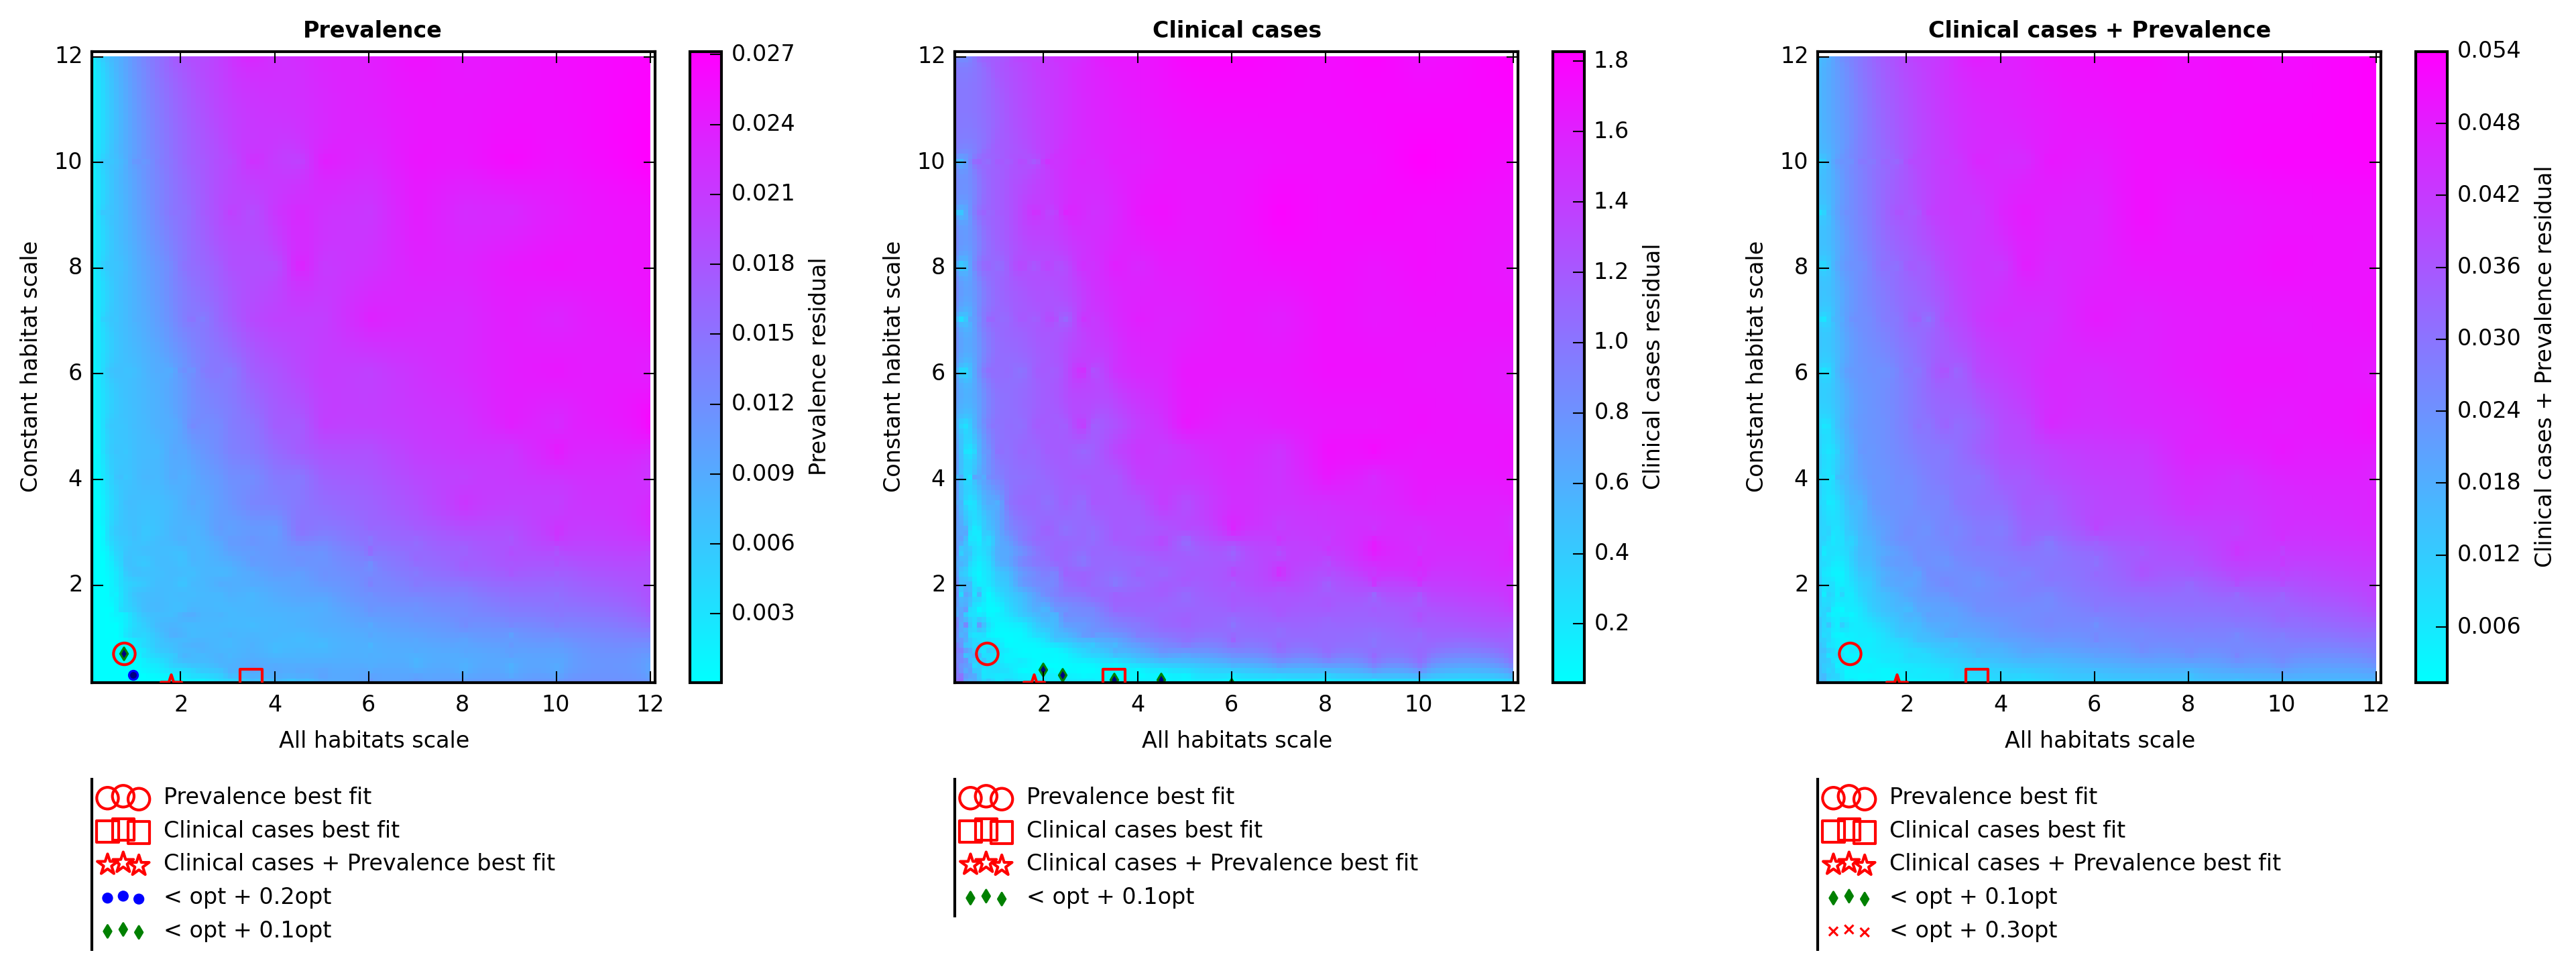 Prevalence
12
10
8
6
4
2
2 4 6 8 10 12
Constant habitat scale
All habitats scale
0.027
0.024
0.021
0.018
0.015
0.012
0.009
0.006
0.003
Prevalence residual
Prevalence best fit
Clinical cases best fit
Clinical cases + Prevalence best fit
< opt + 0.2opt
< opt + 0.1opt
Clinical cases
12
10
8
6
4
2
2 4 6 8 10 12
Constant habitat scale
All habitats scale
1.8
1.6
1.4
1.2
1.0
0.8
0.6
0.4
0.2
Clinical cases residual
Prevalence best fit
Clinical cases best fit
Clinical cases + Prevalence best fit
< opt + 0.1opt
Clinical cases + Prevalence
12
10
8
6
4
2
2 4 6 8 10 12
Constant habitat scale
All habitats scale
0.054
0.048
0.042
0.036
0.030
0.024
0.018
0.012
0.006
Clinical cases + Prevalence residual
Prevalence best fit
Clinical cases best fit
Clinical cases + Prevalence best fit
< opt + 0.1opt
< opt + 0.3opt